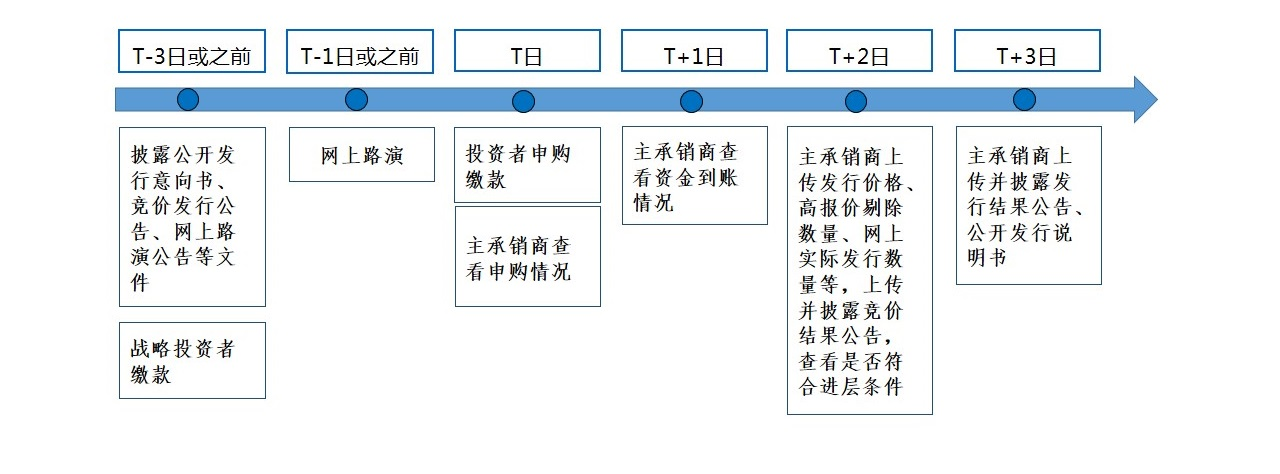 T-3日或之前
T-1日或之前
T日
T+1日
T+2日
T+3日
披露公开发
行意向书、
竞价发行公
告、网上路
演公告等文
件
战略投资者
缴款
网上路演
投资者申购
缴款
主承销商查
看申购情况
主承销商查
看资金到账
情况
主承销商上
传发行价格、
高报价剔除
数量、网上
实际发行数
量等，上传
并披露竞价
结果公告，
查看是否符
合进层条件
主承销商上
传并披露发
行结果公告、
公开发行说
明书